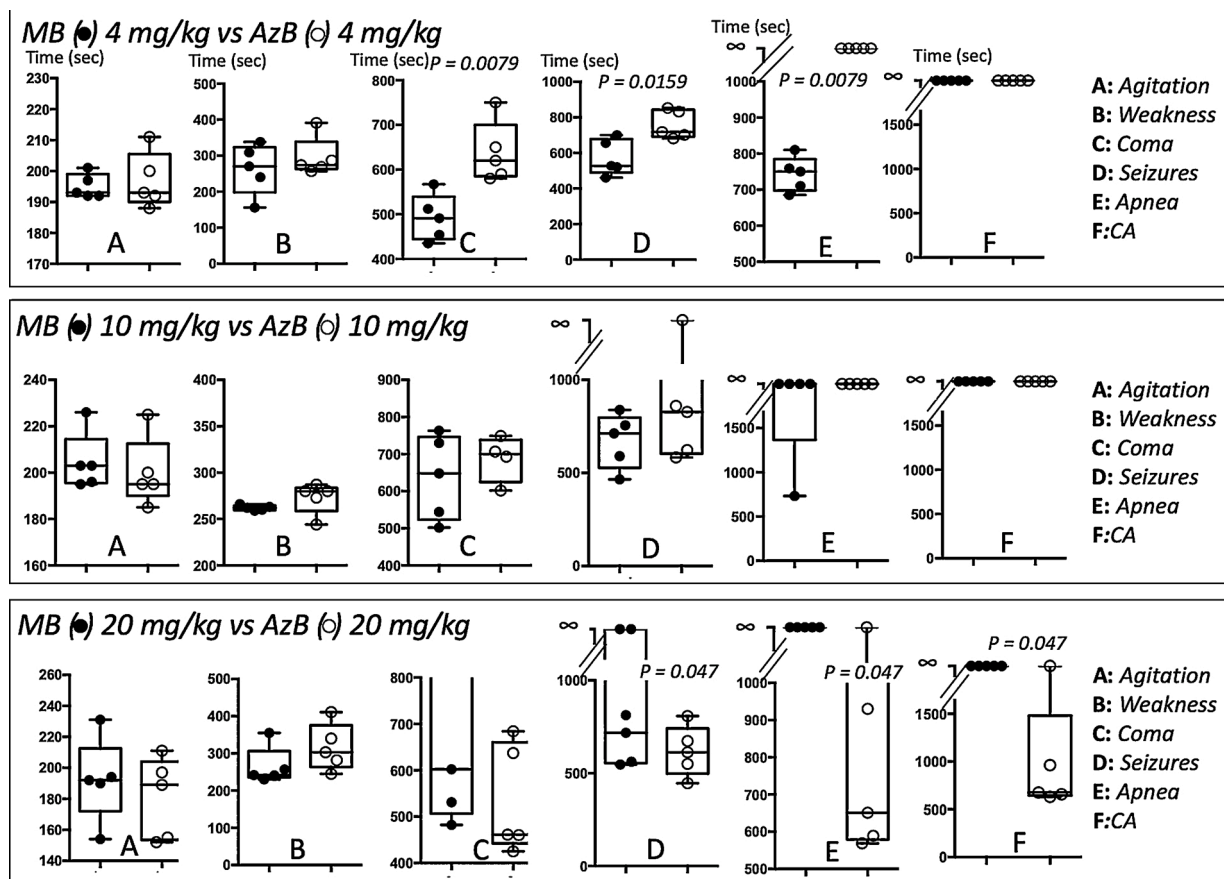 MB (●) 4 mg/kg vs AzB (○) 4 mg/kg
Time (sec) Time (sec) Time (sec) Time (sec) Time (sec) Time (sec)
P = 0.0079 P = 0.0159 P = 0.0079
230
220
210
200
190
180
170
A
500
400
300
200
100
0
B
800
700
600
500
400
C
1000
800
600
400
200
0
D
∞
1000
900
800
700
600
500
E
∞
1500
1000
500
0
F
A: Agitation
B: Weakness
C: Coma
D: Seizures
E: Apnea
F:CA
MB (●) 10 mg/kg vs AzB (○) 10 mg/kg
240
220
200
180
160
A
400
350
300
250
200
B
900
800
700
600
500
400
C
∞
1000
500
0
D
∞
1500
1000
500
0
E
∞
1500
1000
500
0
F
A: Agitation
B: Weakness
C: Coma
D: Seizures
E: Apnea
F:CA
MB (●) 20 mg/kg vs AzB (○) 20 mg/kg
260
240
220
200
180
160
140
A
500
400
300
200
100
0
B
800
700
600
500
400
C
∞
P = 0.047
1000
500
0
D
∞
P = 0.047
1000
900
800
700
600
500
E
P = 0.047
∞
1500
1000
500
0
F
A: Agitation
B: Weakness
C: Coma
D: Seizures
E: Apnea
F:CA